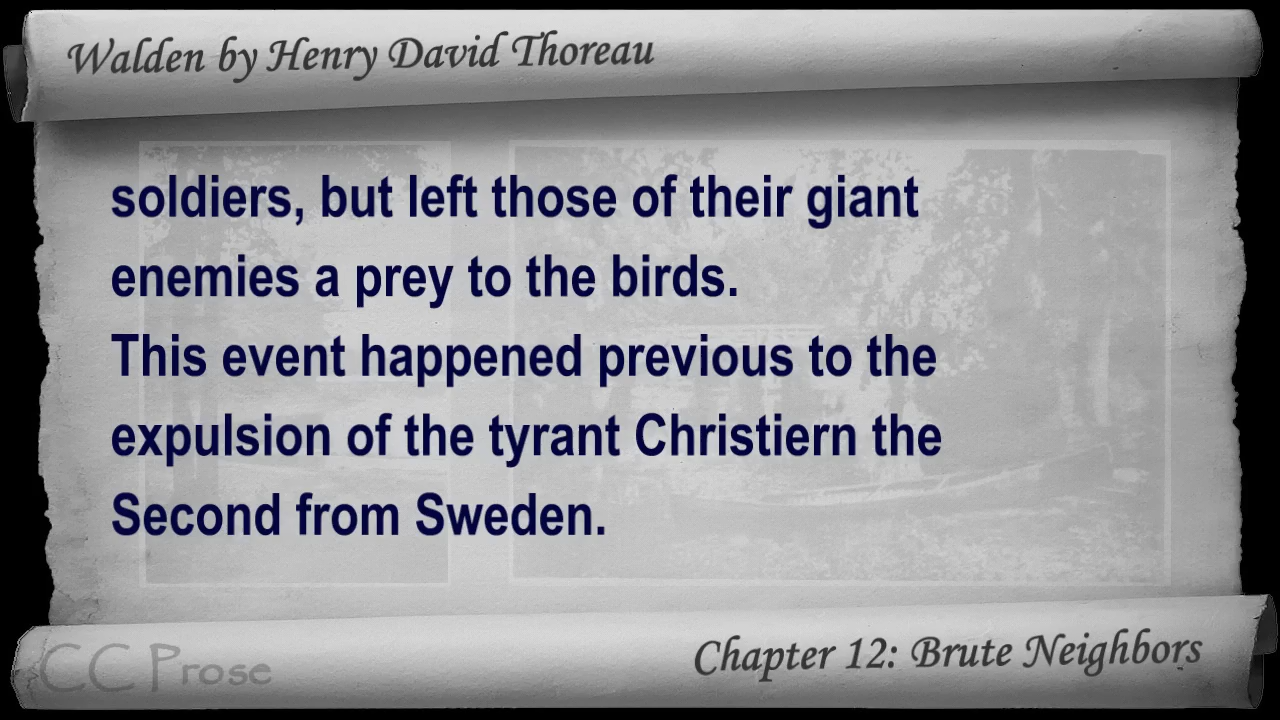 Walden by Henry David Thoreau
soldiers, but left those of their giant
enemies a prey to the birds.
This event happened previous to the
expulsion of the tyrant Christiern the
Second from Sweden.
CC Prose
Chapter 12: Brute Neighbors